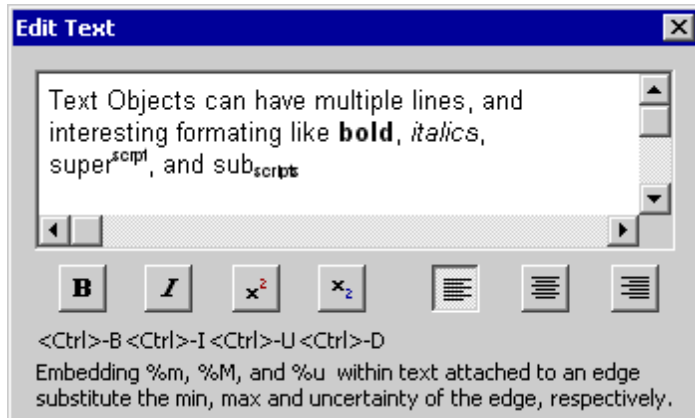 Edit Text
Text Objects can have multiple lines, and
interesting formating like bold, italics,
superscript, and subscripts
B I x2 x2
<Ctrl>-B <Ctrl>-I <Ctrl>-U <Ctrl>-D
Embedding %m, %M, and %u within text attached to an edge
substitute the min, max and uncertainty of the edge, respectively.